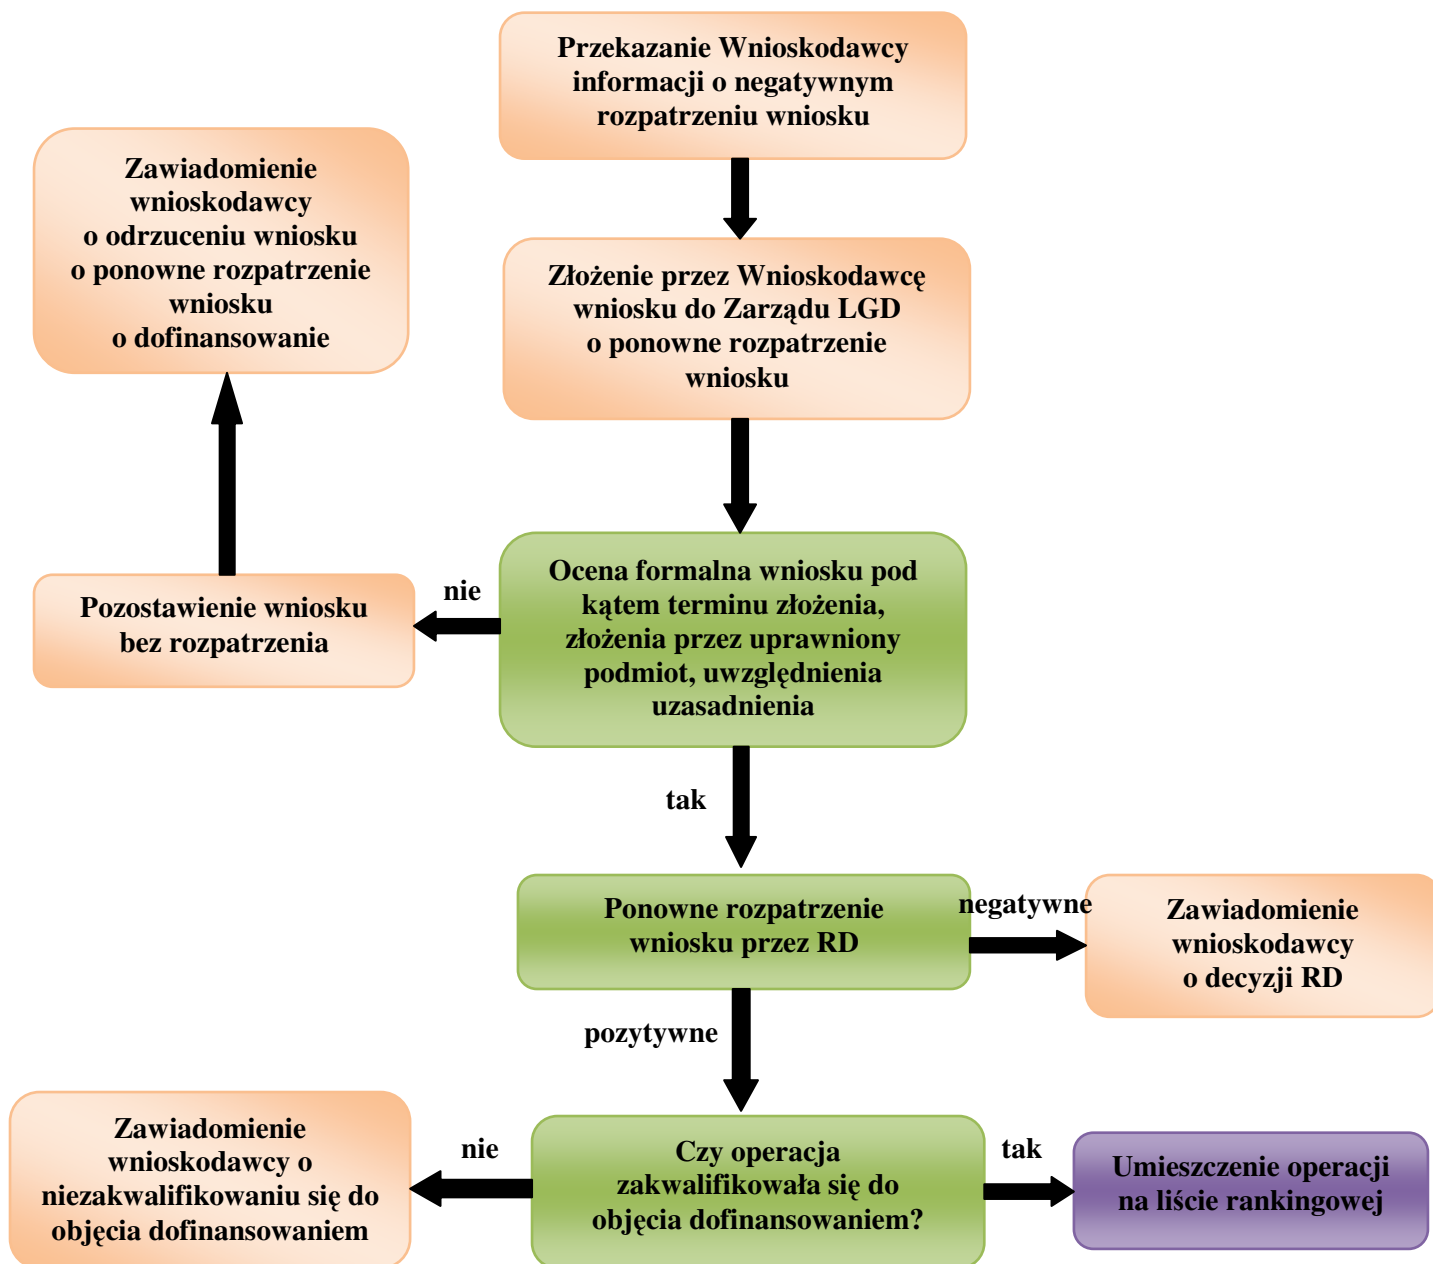 Przekazanie Wnioskodawcy
informacji o negatywnym
rozpatrzeniu wniosku
Zawiadomienie
wnioskodawcy
o odrzuceniu wniosku
o ponowne rozpatrzenie
wniosku
o dofinansowanie
Złożenie przez Wnioskodawcę
wniosku do Zarządu LGD
o ponowne rozpatrzenie
wniosku
Ocena formalna wniosku pod
kątem terminu złożenia,
złożenia przez uprawniony
podmiot, uwzględnienia
uzasadnienia
nie
Pozostawienie wniosku
bez rozpatrzenia
tak
Ponowne rozpatrzenie
wniosku przez RD
negatywne
Zawiadomienie
wnioskodawcy
o decyzji RD
pozytywne
Zawiadomienie
wnioskodawcy o
niezakwalifikowaniu się do
objęcia dofinansowaniem
nie
Czy operacja
zakwalifikowała się do
objęcia dofinansowaniem?
tak
Umieszczenie operacji
na liście rankingowej